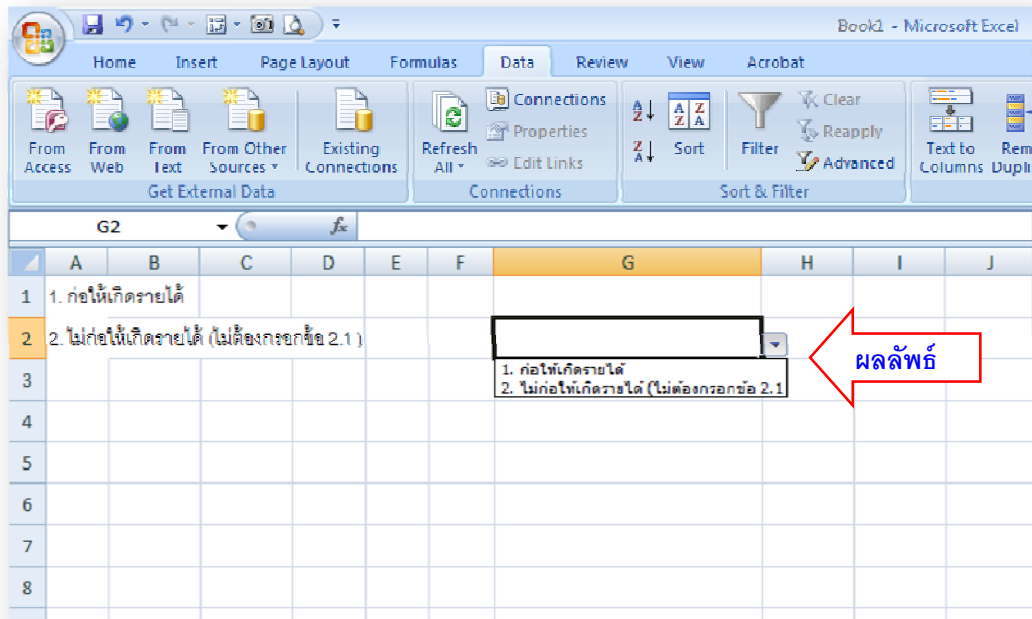 Book1 - Microsoft Excel
Home Insert Page Layout Formulas Data Review View Acrobat
From Access
From Web
From Text
From Other Sources
Existing Connections
Get External Data
Refresh All
Connections
Properties
Edit Links
Connections
Sort
Filter
Clear
Reapply
Advanced
Sort & Filter
Text to Columns
Rem
Dupli
G2 fx
A B C D E F G H I J
1 1. ก่อให้เกิดรายได้
2 2. ไม่ก่อให้เกิดรายได้ (ไม่ต้องกรอกข้อ 2.1 )
1. ก่อให้เกิดรายได้
2. ไม่ก่อให้เกิดรายได้ (ไม่ต้องกรอกข้อ 2.1
ผลลัพธ์
3
4
5
6
7
8